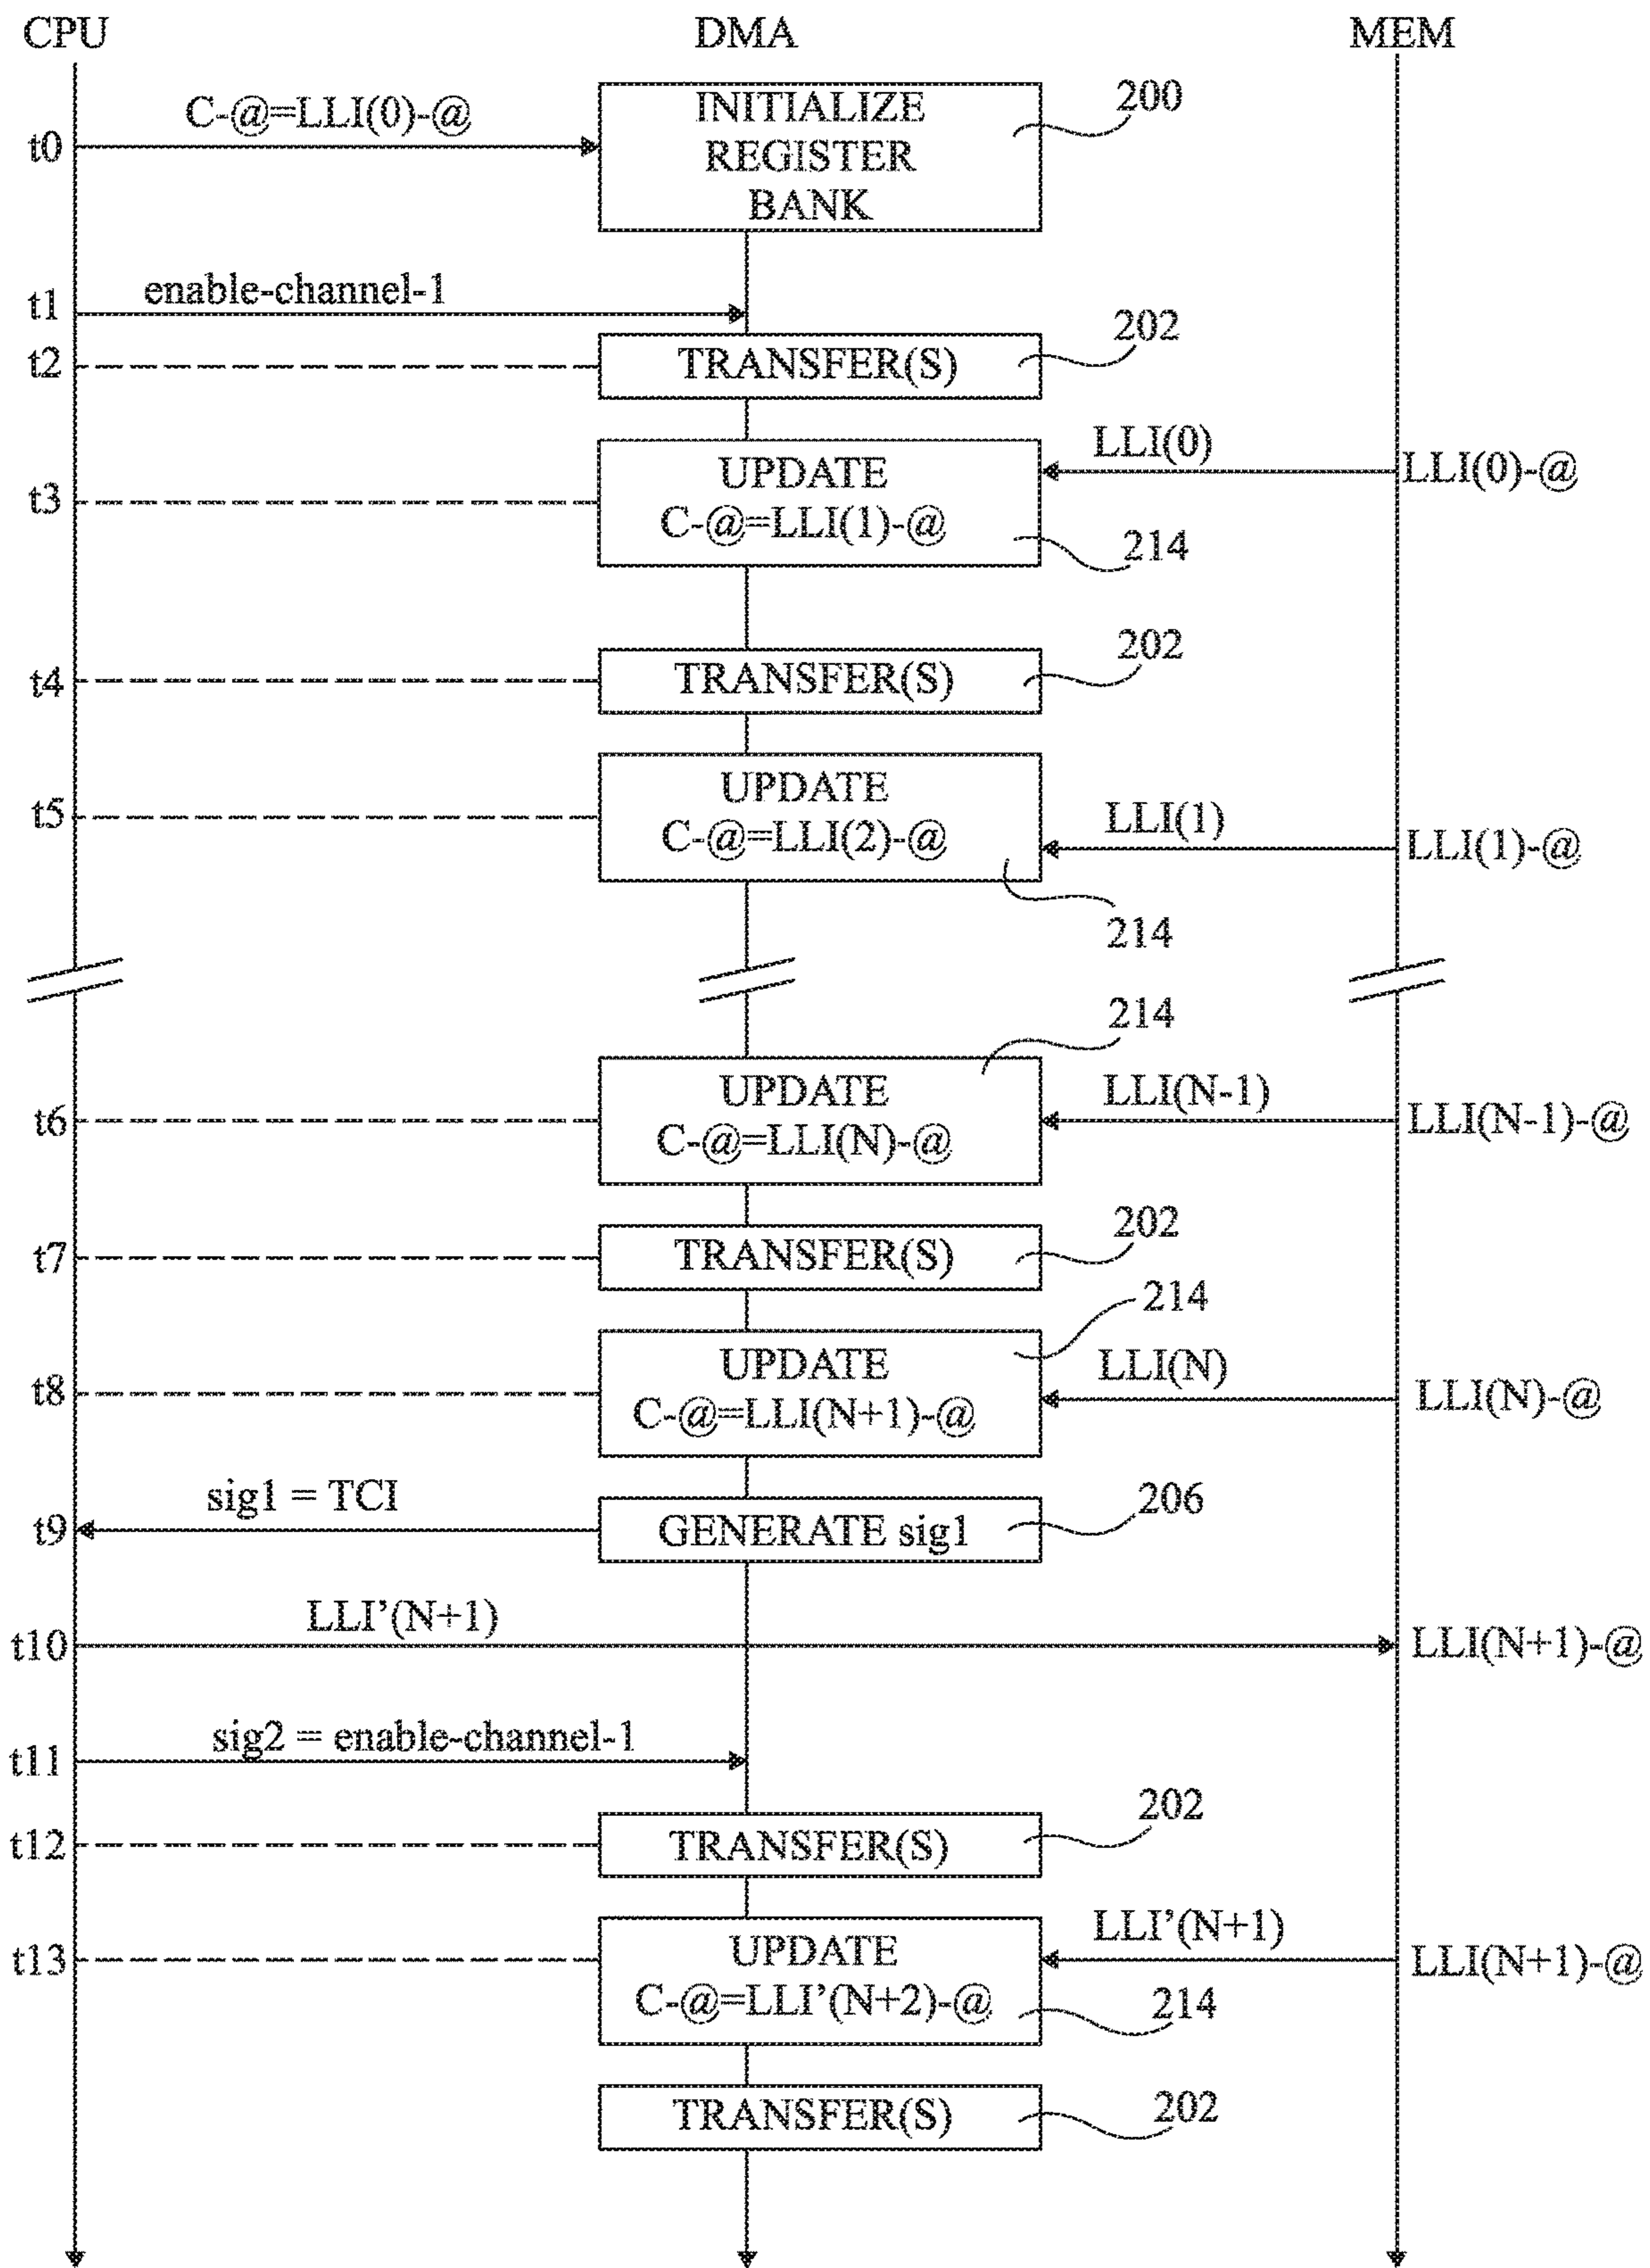 CPU DMA MEM
C-@=LLI(0)-@
INITIALIZE
REGISTER
BANK
200
t0
enable-channel-1
t1
202
t2
TRANSFER(S)
LLI(0)
LLI(0)-@
UPDATE
C-@=LLI(1)-@
t3
214
202
t4
TRANSFER(S)
UPDATE
C-@=LLI(2)-@
t5
LLI(1)
LLI(1)-@
214
214
UPDATE
C-@=LLI(N)-@
t6
LLI(N-1)
LLI(N-1)-@
202
t7
TRANSFER(S)
214
UPDATE
C-@=LLI(N+1)-@
t8
LLI(N)
LLI(N)-@
sig1 = TCI
206
t9
GENERATE sig1
LLI’(N+1)
t10
LLI(N+1)-@
sig2 = enable-channel-1
t11
202
t12
TRANSFER(S)
LLI’(N+1)
UPDATE
C-@=LLI’(N+2)-@
t13
LLI(N+1)-@
214
TRANSFER(S)
202